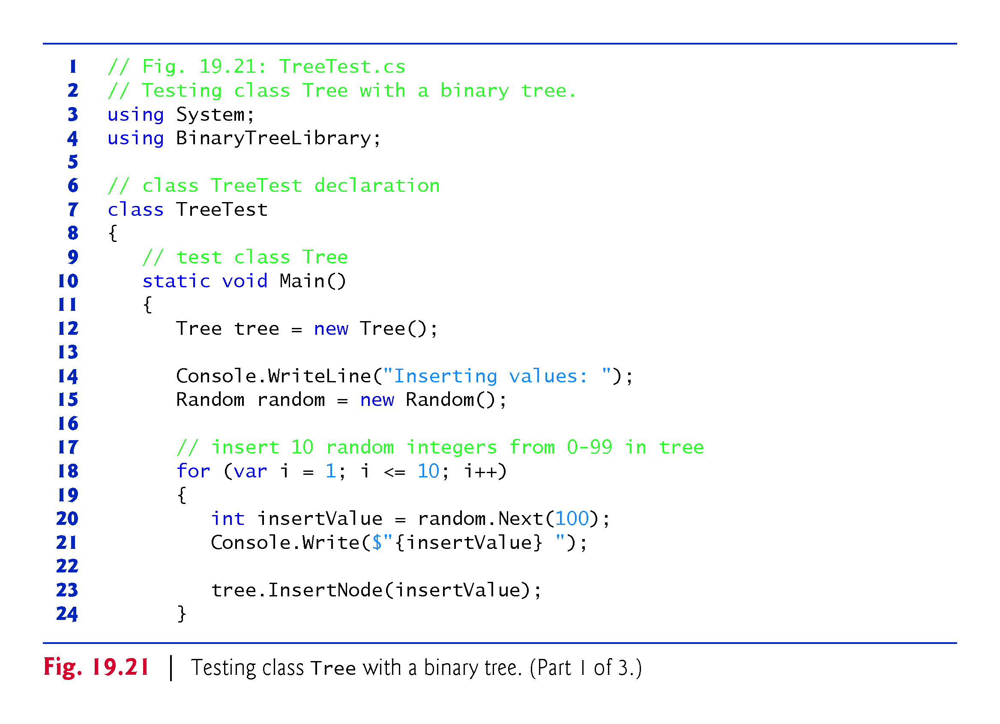 1 // Fig. 19.21: TreeTest.cs
2 // Testing class Tree with a binary tree.
3 using System;
4 using BinaryTreeLibrary;
5
6 // class TreeTest declaration
7 class TreeTest
8 {
9    // test class Tree
10    static void Main()
11    {
12       Tree tree = new Tree();
13
14       Console.WriteLine("Inserting values: ");
15       Random random = new Random();
16
17       // insert 10 random integers from 0-99 in tree
18       for (var i = 1; i <= 10; i++)
19       {
20          int insertValue = random.Next(100);
21          Console.Write($"{insertValue} ");
22
23          tree.InsertNode(insertValue);
24       }
Fig. 19.21 | Testing class Tree with a binary tree. (Part 1 of 3.)